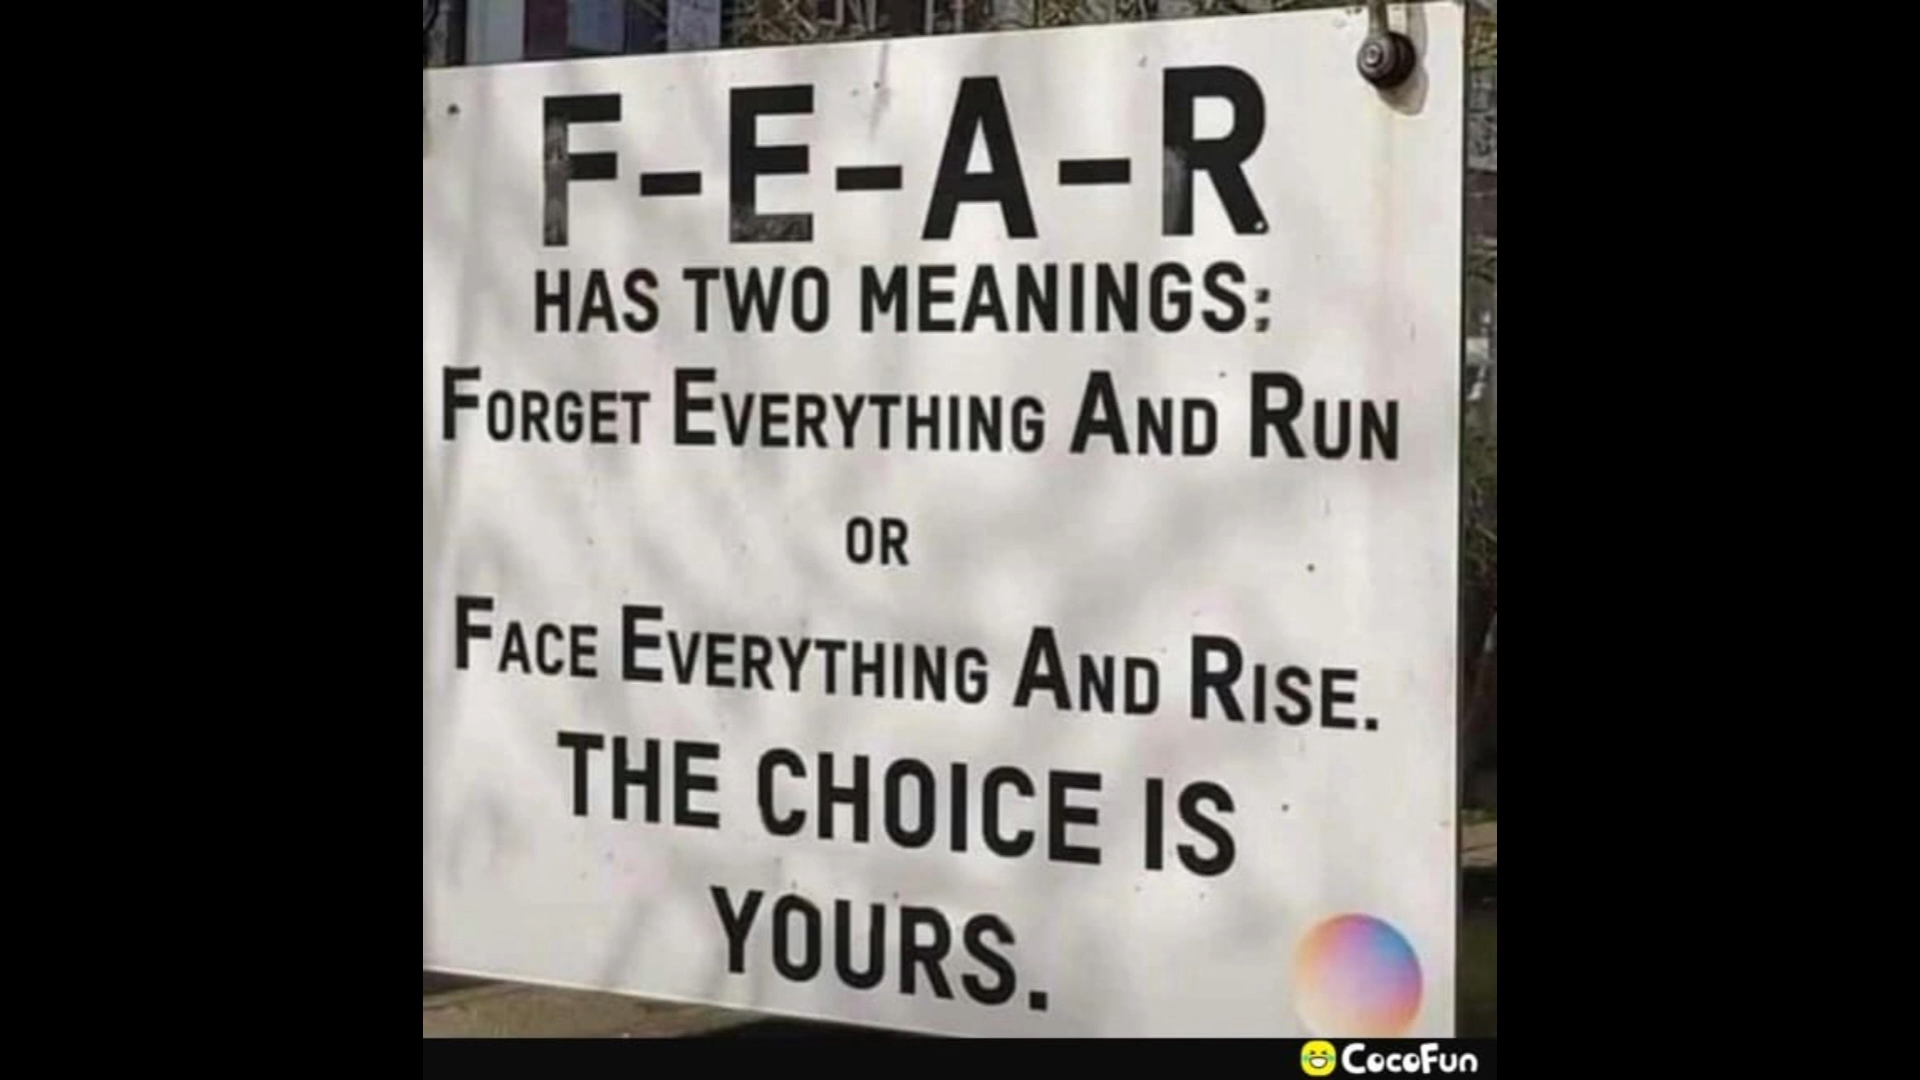 F-E-A-R
HAS TWO MEANINGS:
FORGET EVERYTHING AND RUN
OR
FACE EVERYTHING AND RISE.
THE CHOICE IS
YOURS.
CocoFun